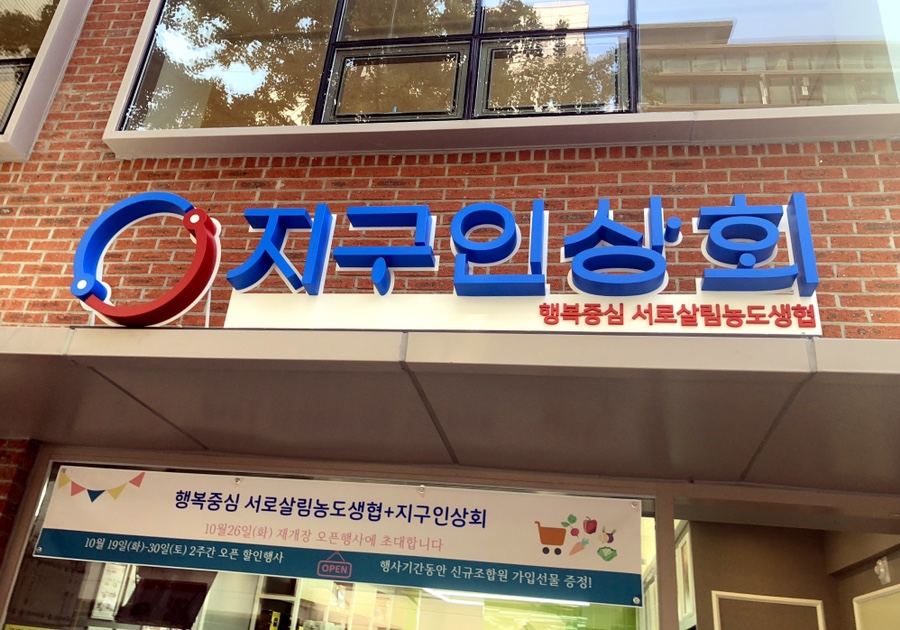 지구인상회
행복중심 서로살림농도생협
행복중심 서로살림농도생협+지구인상회
10월26일(화) 재개장 오픈행사에 초대합니다
10월 19일(화)-30일(토) 2주간 오픈 할인행사
OPEN
행사기간동안 신규조합원 가입선물 증정!